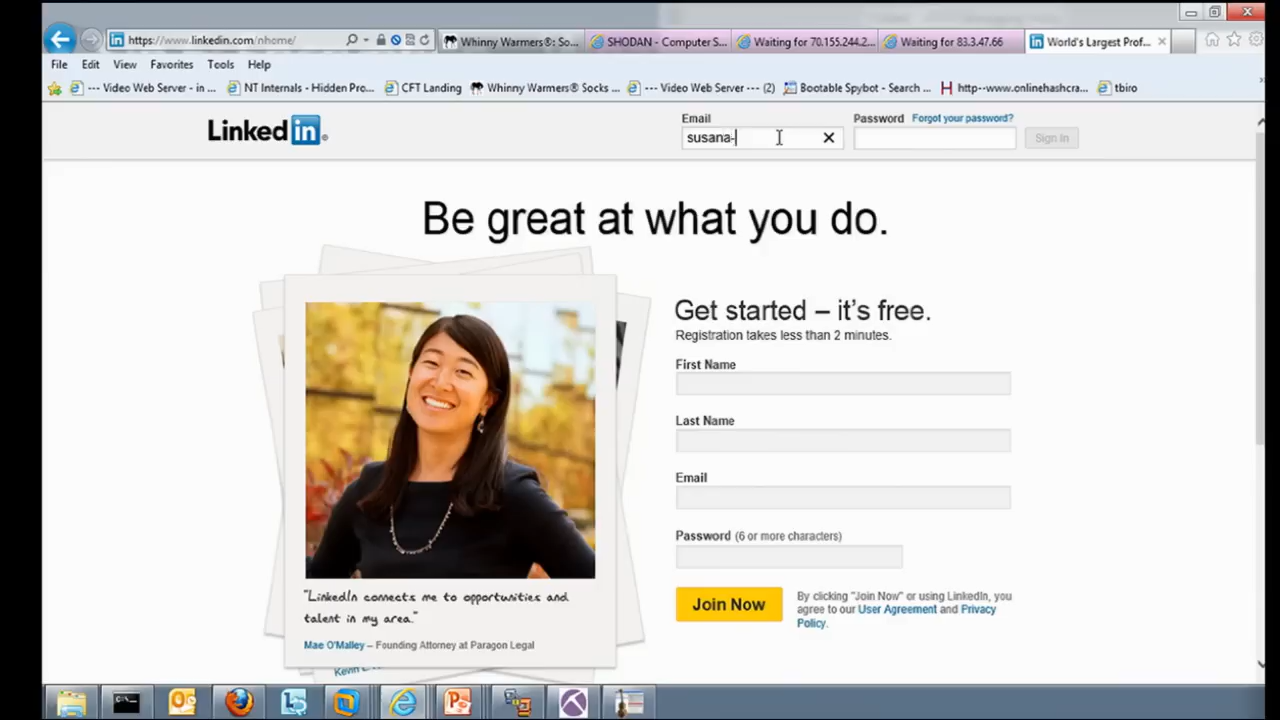 https://www.linkedin.com/nhome/
Whinny Warmers®: So...
SHODAN - Computer S...
Waiting for 70.155.244.2...
Waiting for 83.3.47.66
World's Largest Prof...
File Edit View Favorites Tools Help
--- Video Web Server - in ...
NT Internals - Hidden Pro...
CFT Landing
Whinny Warmers® Socks ...
--- Video Web Server --- (2)
Bootable Spybot - Search ...
http--www.onlinehashcra...
tbiro
Linked in®
Email
susana-
Password Forgot your password?
Sign In
Be great at what you do.
"LinkedIn connects me to opportunities and
talent in my area."
Mae O'Malley – Founding Attorney at Paragon Legal
Get started – it's free.
Registration takes less than 2 minutes.
First Name
Last Name
Email
Password (6 or more characters)
Join Now
By clicking "Join Now" or using LinkedIn, you
agree to our User Agreement and Privacy
Policy.